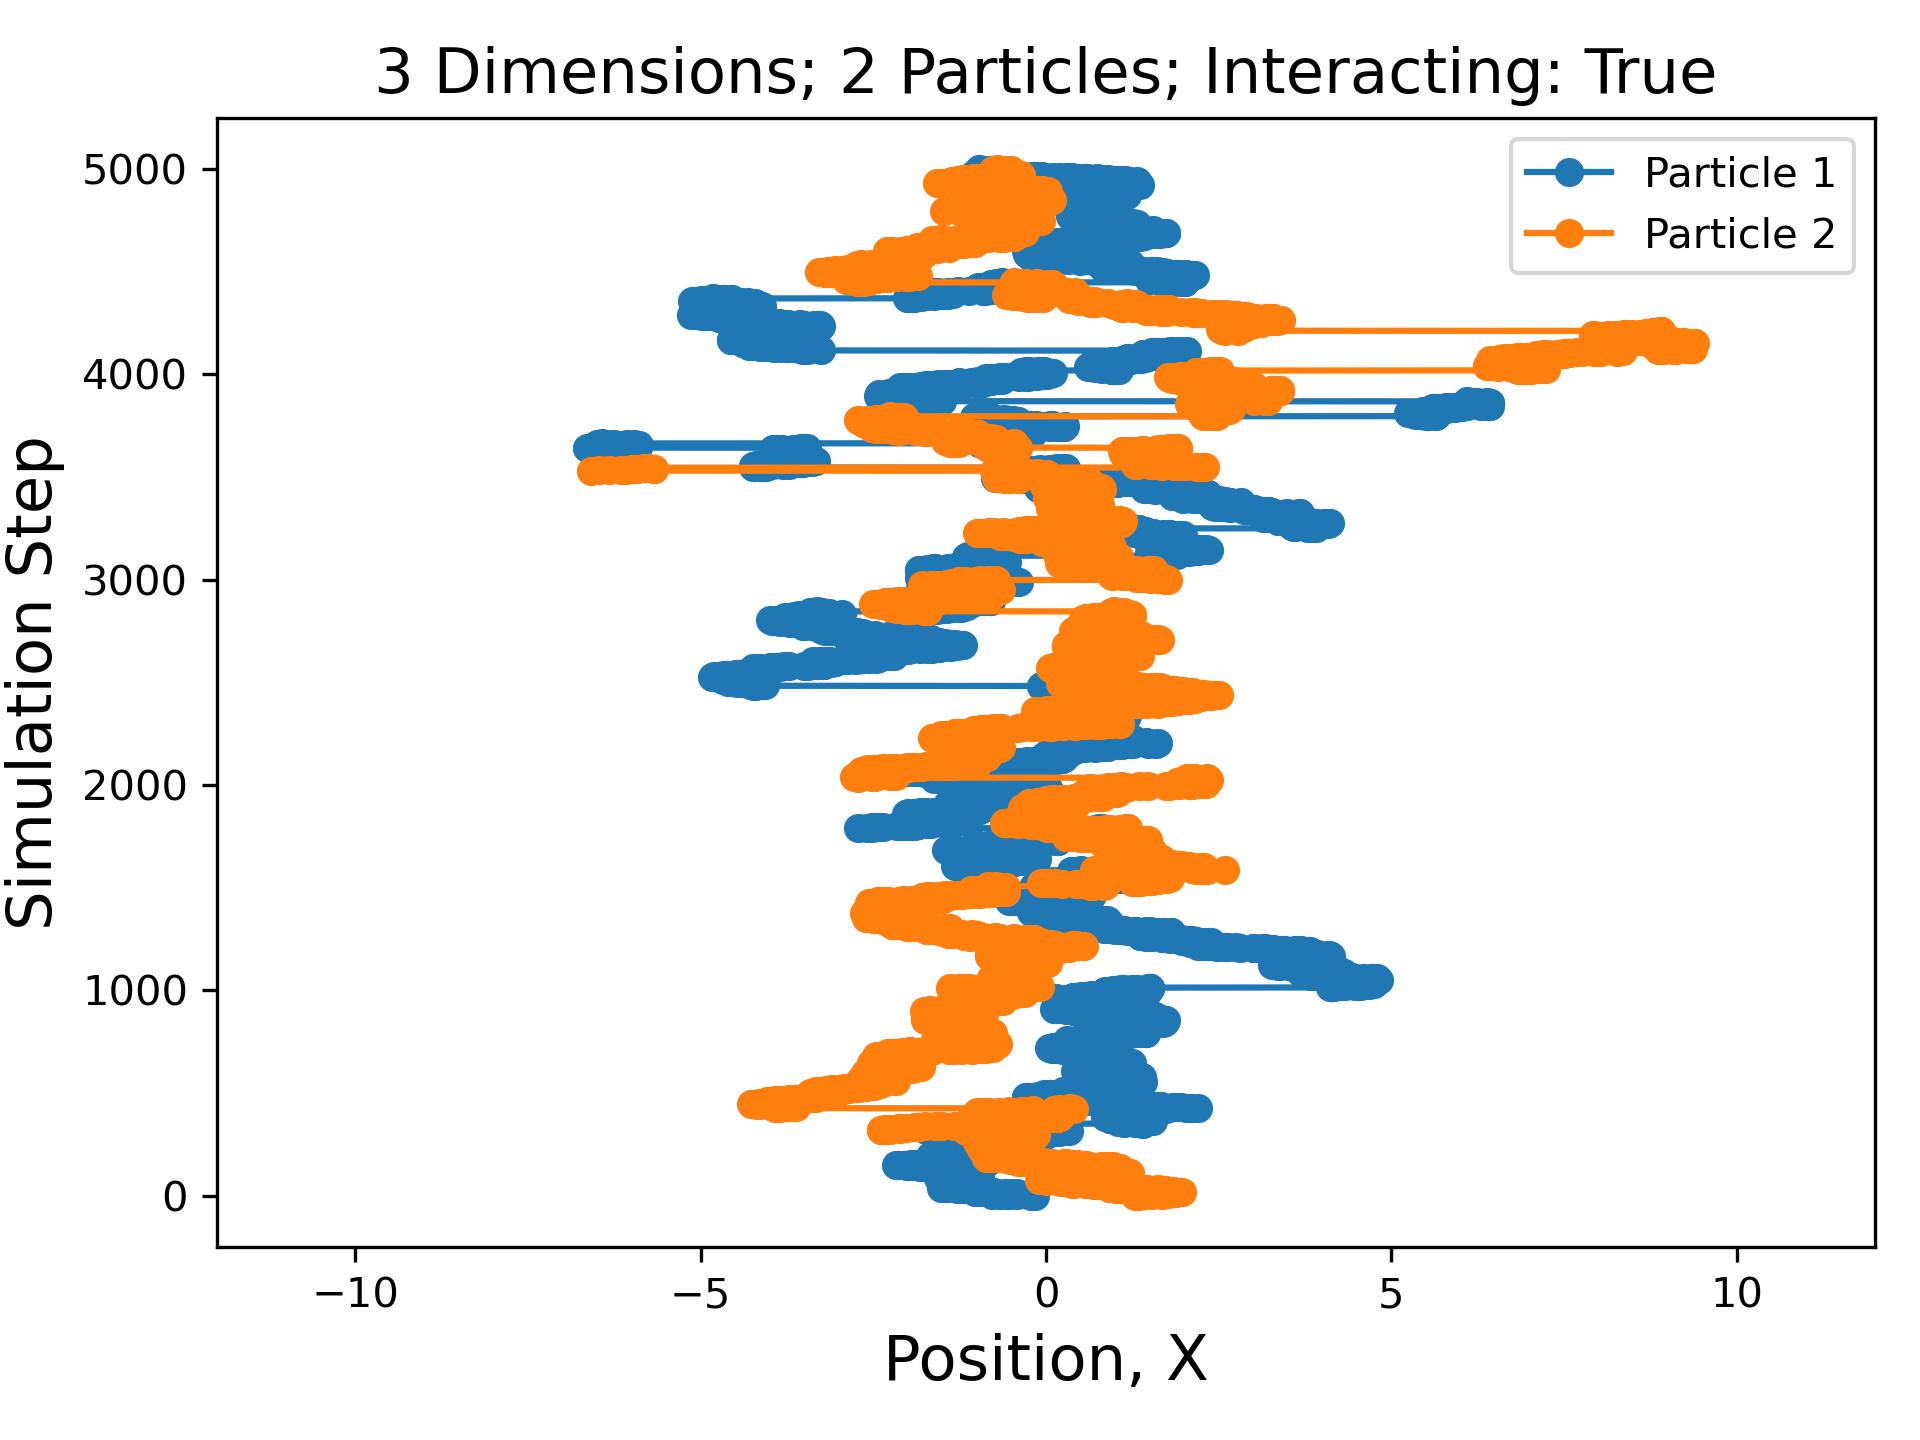 3 Dimensions; 2 Particles; Interacting: True
Particle 1
Particle 2
Simulation Step
5000
4000
3000
2000
1000
0
−10
−5
0
5
10
Position, X